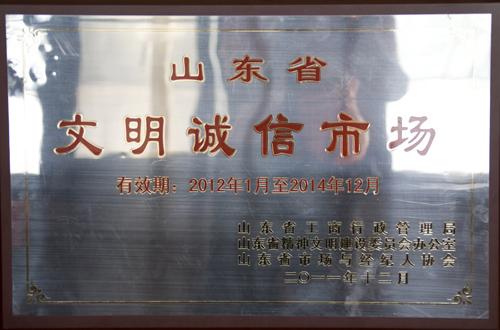 山东省
文明诚信市场
有效期：2012年1月至2014年12月
山东省工商行政管理局
山东省精神文明建设委员会办公室
山东省市场与经纪人协会
二〇一一年十二月